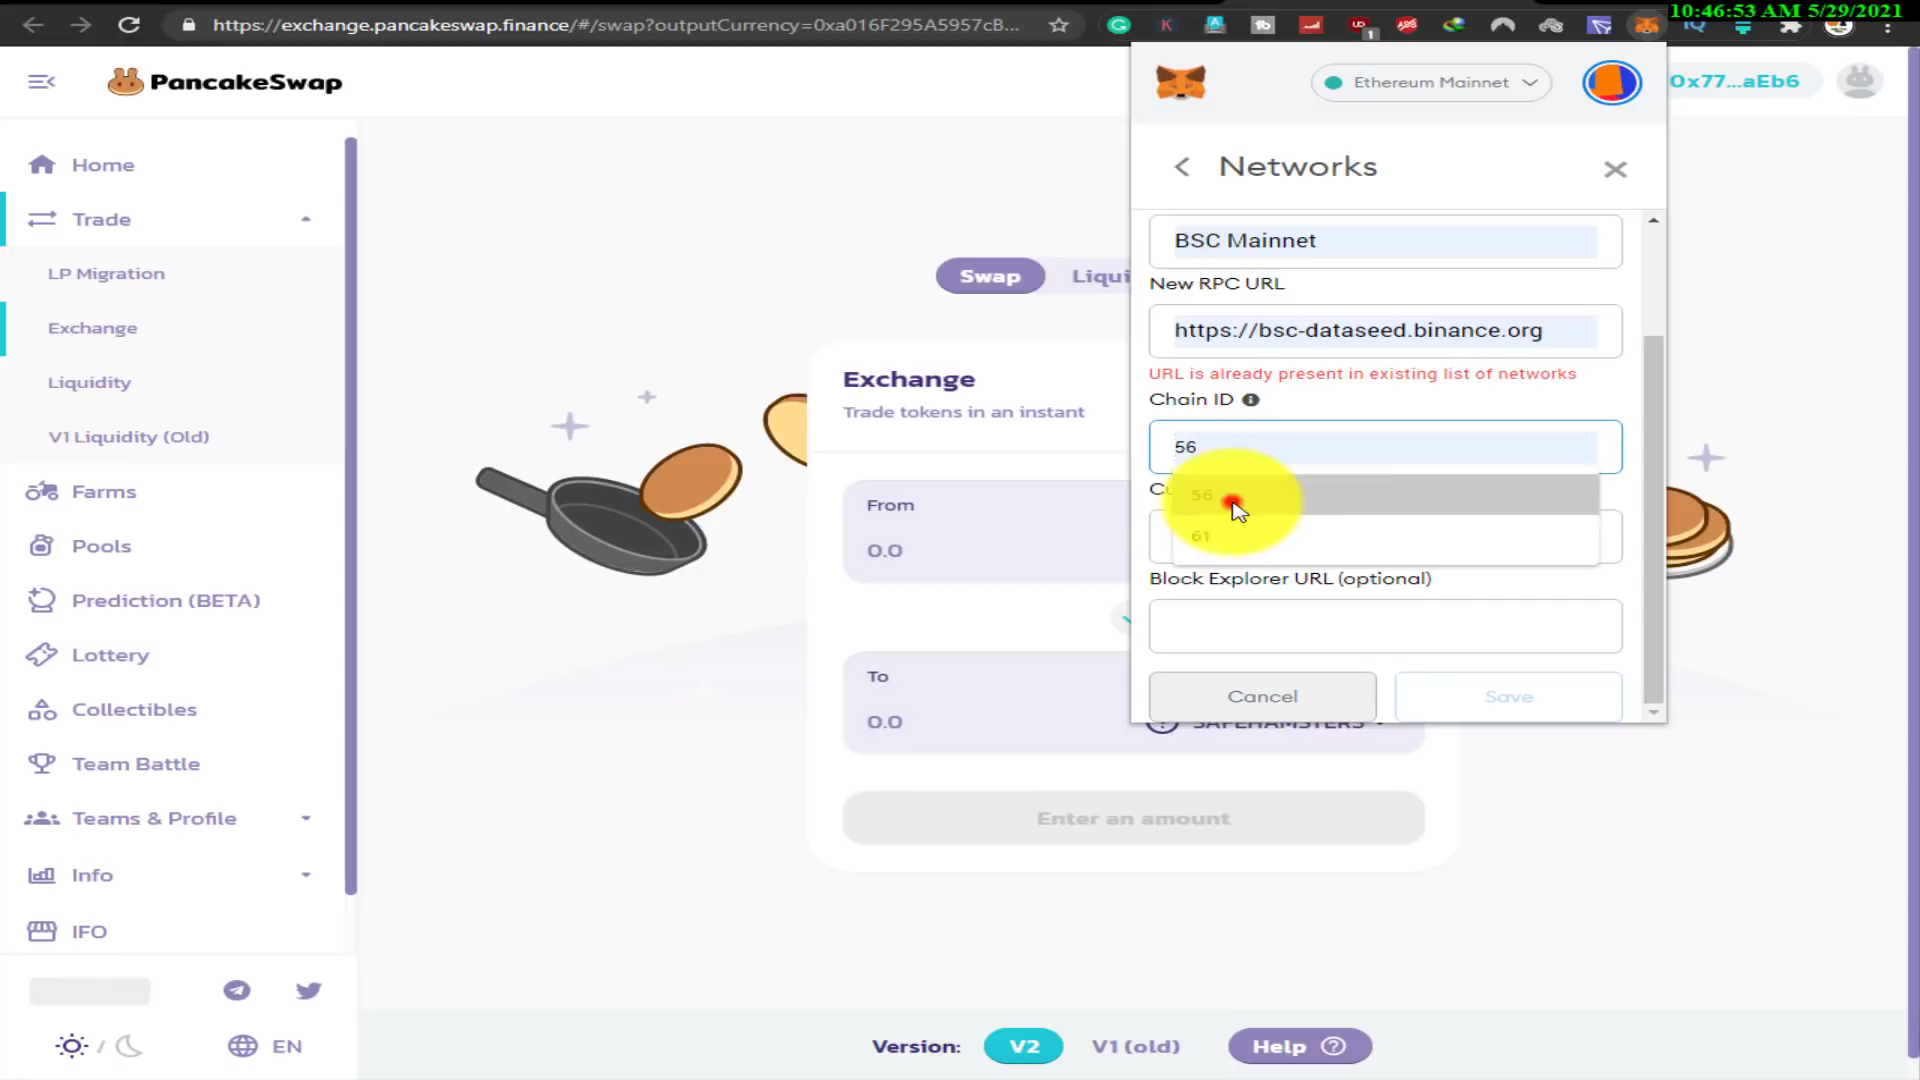 10:46:53 AM 5/29/2021
https://exchange.pancakeswap.finance/#/swap?outputCurrency=0xa016F295A5957cB...
PancakeSwap
Ethereum Mainnet
0x77...aEb6
Home
Trade
LP Migration
Exchange
Liquidity
V1 Liquidity (Old)
Farms
Pools
Prediction (BETA)
Lottery
Collectibles
Team Battle
Teams & Profile
Info
IFO
EN
Swap
Liqui
Exchange
Trade tokens in an instant
From
0.0
To
0.0
SAFEHAMSTERS
Enter an amount
Version:
V2
V1 (old)
Help
Networks
BSC Mainnet
New RPC URL
https://bsc-dataseed.binance.org
URL is already present in existing list of networks
Chain ID
56
Cu
56
61
Block Explorer URL (optional)
Cancel
Save